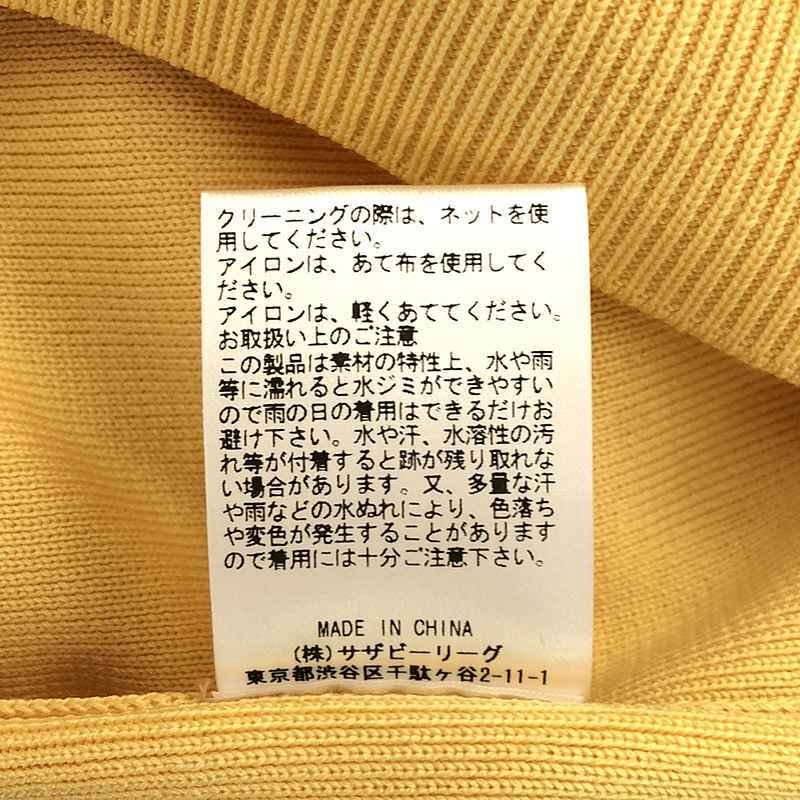 クリーニングの際は、ネットを使
用してください。
アイロンは、あて布を使用してく
ださい。
アイロンは、軽くあててください。
お取扱い上のご注意
この製品は素材の特性上、水や雨
等に濡れると水ジミができやすい
ので雨の日の着用はできるだけお
避け下さい。水や汗、水溶性の汚
れ等が付着すると跡が残り取れな
い場合があります。又、多量な汗
や雨などの水ぬれにより、色落ち
や変色が発生することがあります
ので着用には十分ご注意下さい。
MADE IN CHINA
(株)サザビーリーグ
東京都渋谷区千駄ヶ谷2-11-1